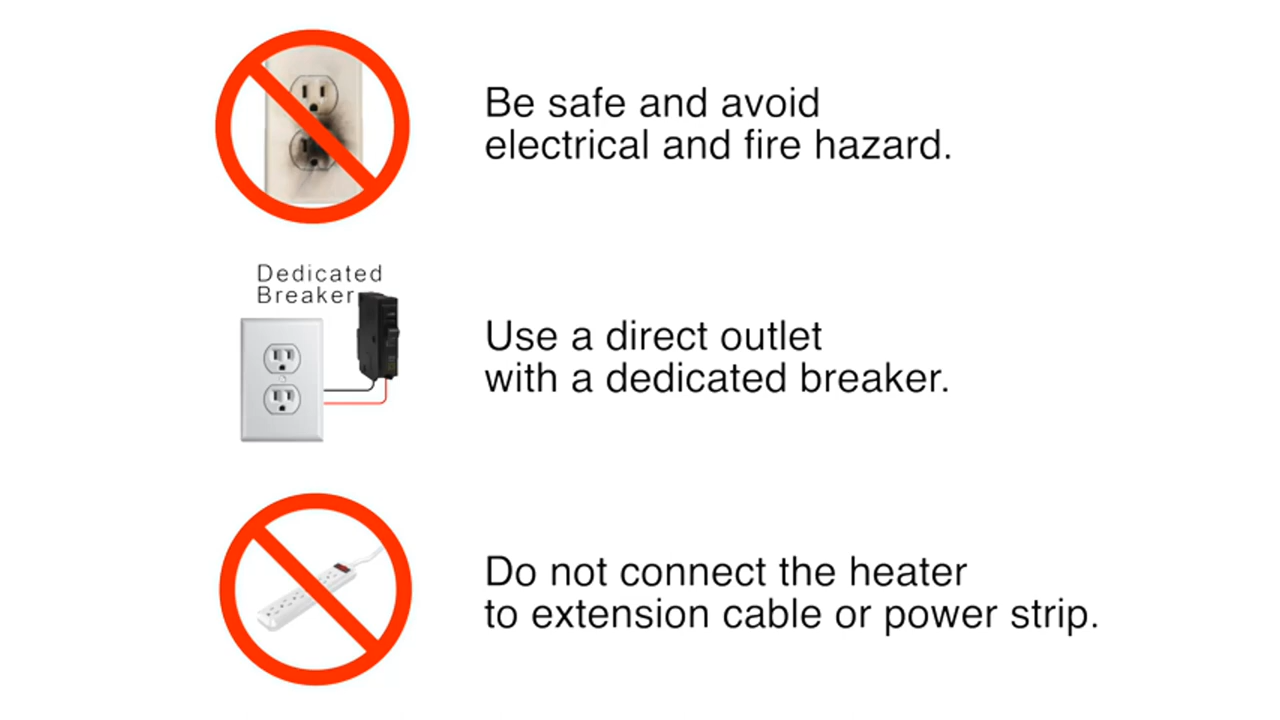 Be safe and avoid
electrical and fire hazard.
Dedicated
Breaker
Use a direct outlet
with a dedicated breaker.
Do not connect the heater
to extension cable or power strip.